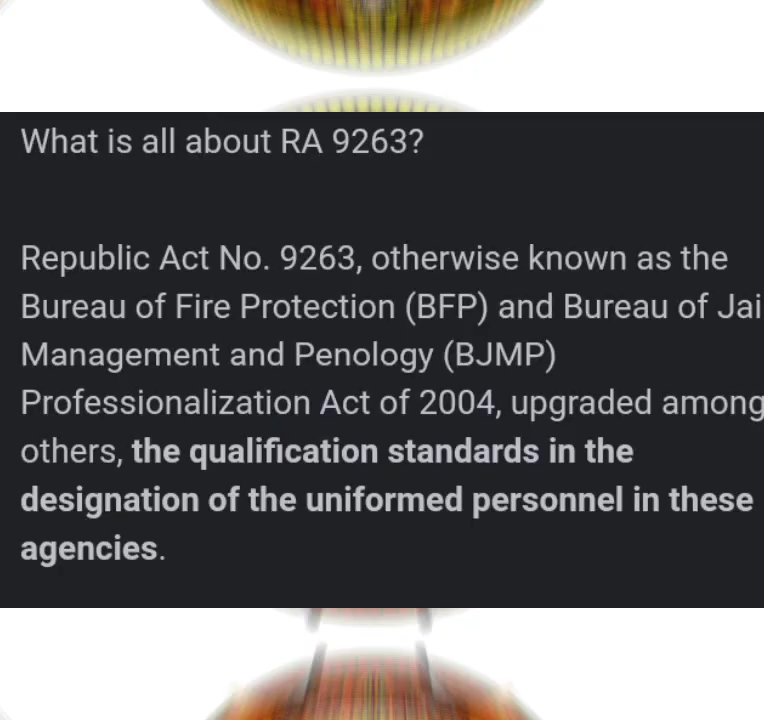 What is all about RA 9263?
Republic Act No. 9263, otherwise known as the
Bureau of Fire Protection (BFP) and Bureau of Jai
Management and Penology (BJMP)
Professionalization Act of 2004, upgraded among
others, the qualification standards in the
designation of the uniformed personnel in these
agencies.